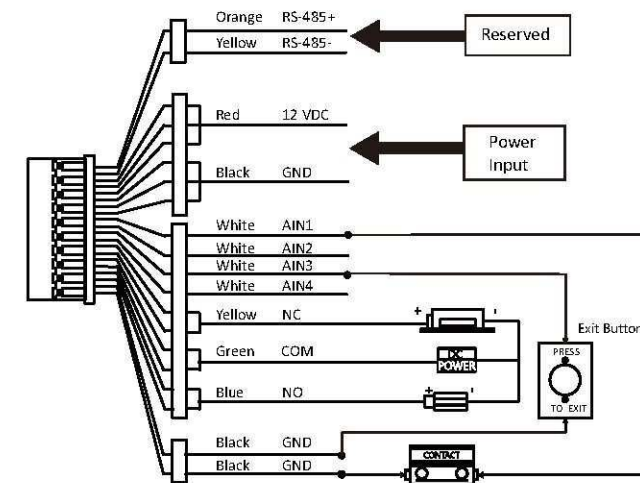 Orange RS-485+
Reserved
Yellow RS-485-
Red 12 VDC
Power
Input
Black GND
White AIN1
White AIN2
White AIN3
White AIN4
Yellow NC
+ -
Exit Button
Green COM
DC
POWER
PRESS
TO EXIT
Blue NO
+ -
Black GND
Black GND
CONTACT